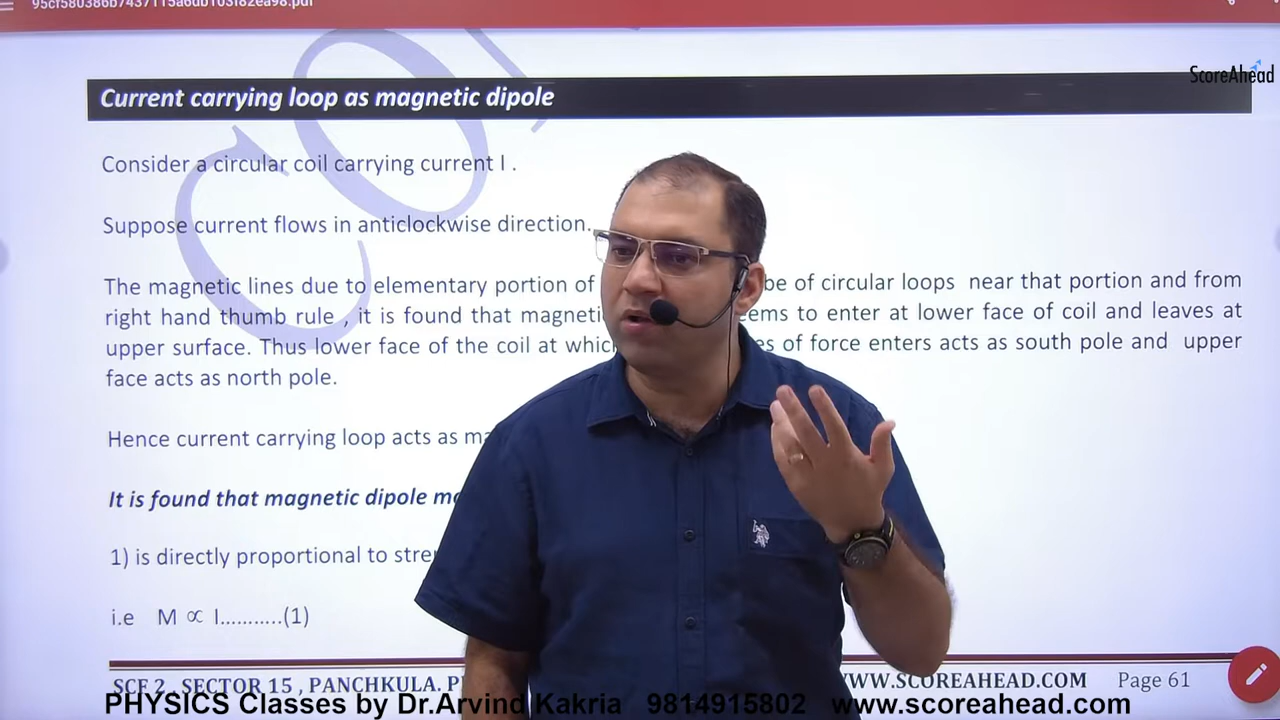 95cf580386b7437115a6db103f82ea98.pdf
ScoreAhead
Current carrying loop as magnetic dipole
Consider a circular coil carrying current I .
Suppose current flows in anticlockwise direction.
The magnetic lines due to elementary portion of be of circular loops near that portion and from
right hand thumb rule , it is found that magneti eems to enter at lower face of coil and leaves at
upper surface. Thus lower face of the coil at whic es of force enters acts as south pole and upper
face acts as north pole.
Hence current carrying loop acts as ma
It is found that magnetic dipole mo
1) is directly proportional to stre
i.e M ∝ I...........(1)
SCF 2 , SECTOR 15 , PANCHKULA. P WWW.SCOREAHEAD.COM Page 61
PHYSICS Classes by Dr.Arvind Kakria 9814915802 www.scoreahead.com